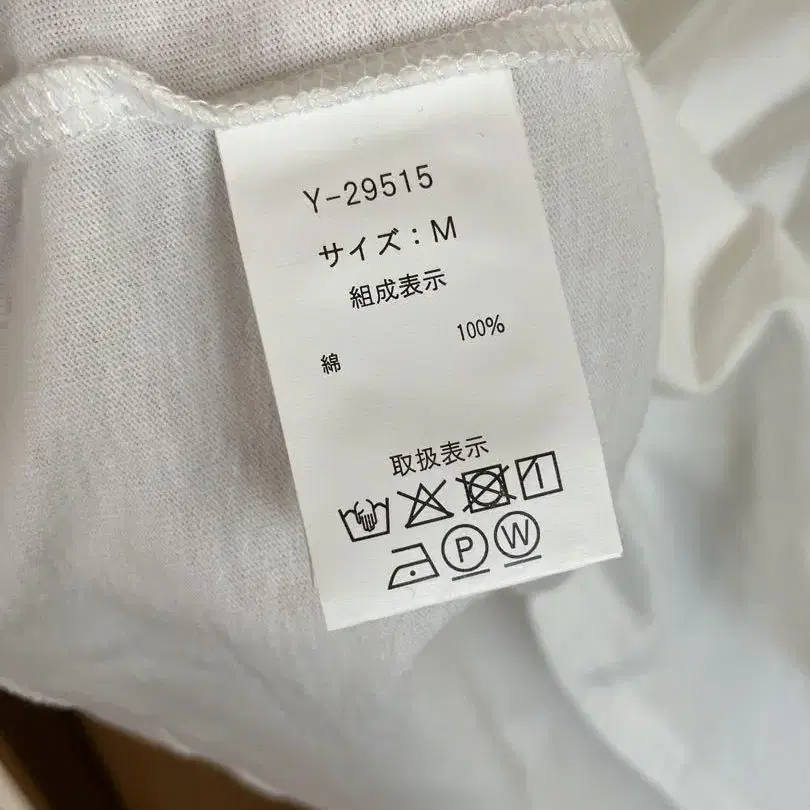 Y-29515
サイズ：M
組成表示
綿 100%
取扱表示
P W